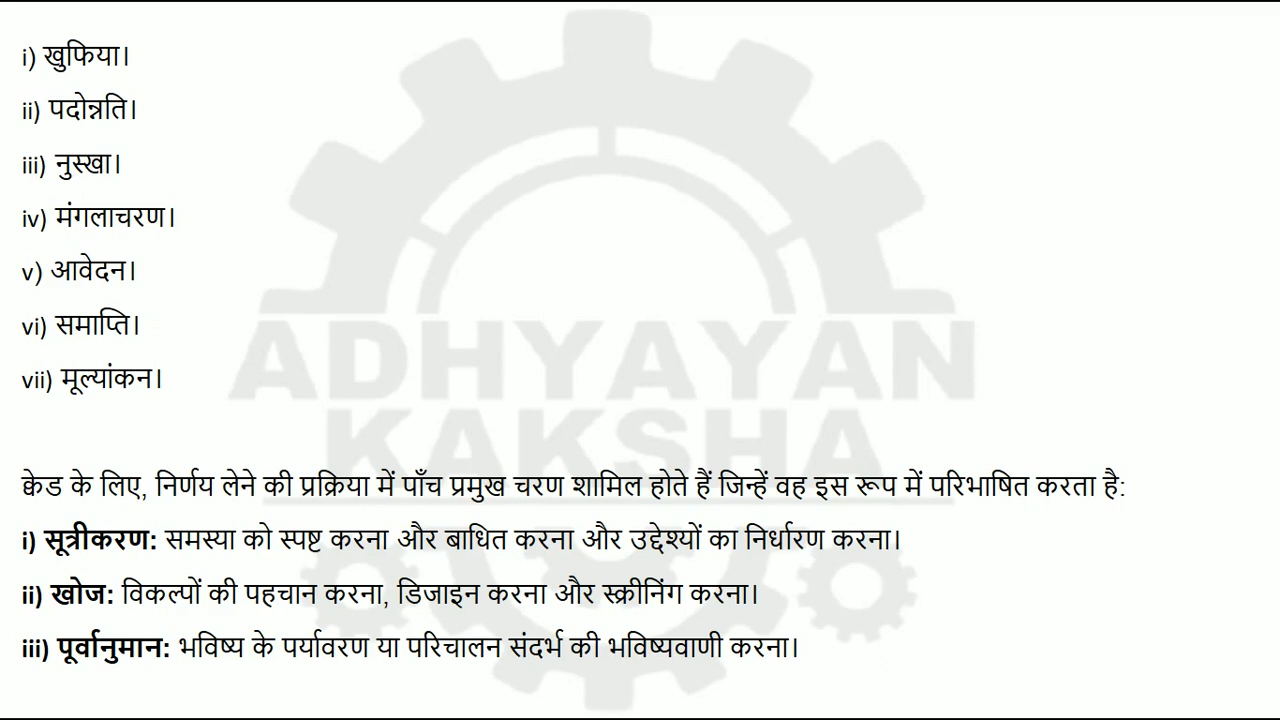 i) खुफिया।
ii) पदोन्नति।
iii) नुस्खा।
iv) मंगलाचरण।
v) आवेदन।
vi) समाप्ति।
vii) मूल्यांकन।
ADHYAYAN
KAKSHA
क्वेड के लिए, निर्णय लेने की प्रक्रिया में पाँच प्रमुख चरण शामिल होते हैं जिन्हें वह इस रूप में परिभाषित करता है:
i) सूत्रीकरण: समस्या को स्पष्ट करना और बाधित करना और उद्देश्यों का निर्धारण करना।
ii) खोज: विकल्पों की पहचान करना, डिजाइन करना और स्क्रीनिंग करना।
iii) पूर्वानुमान: भविष्य के पर्यावरण या परिचालन संदर्भ की भविष्यवाणी करना।